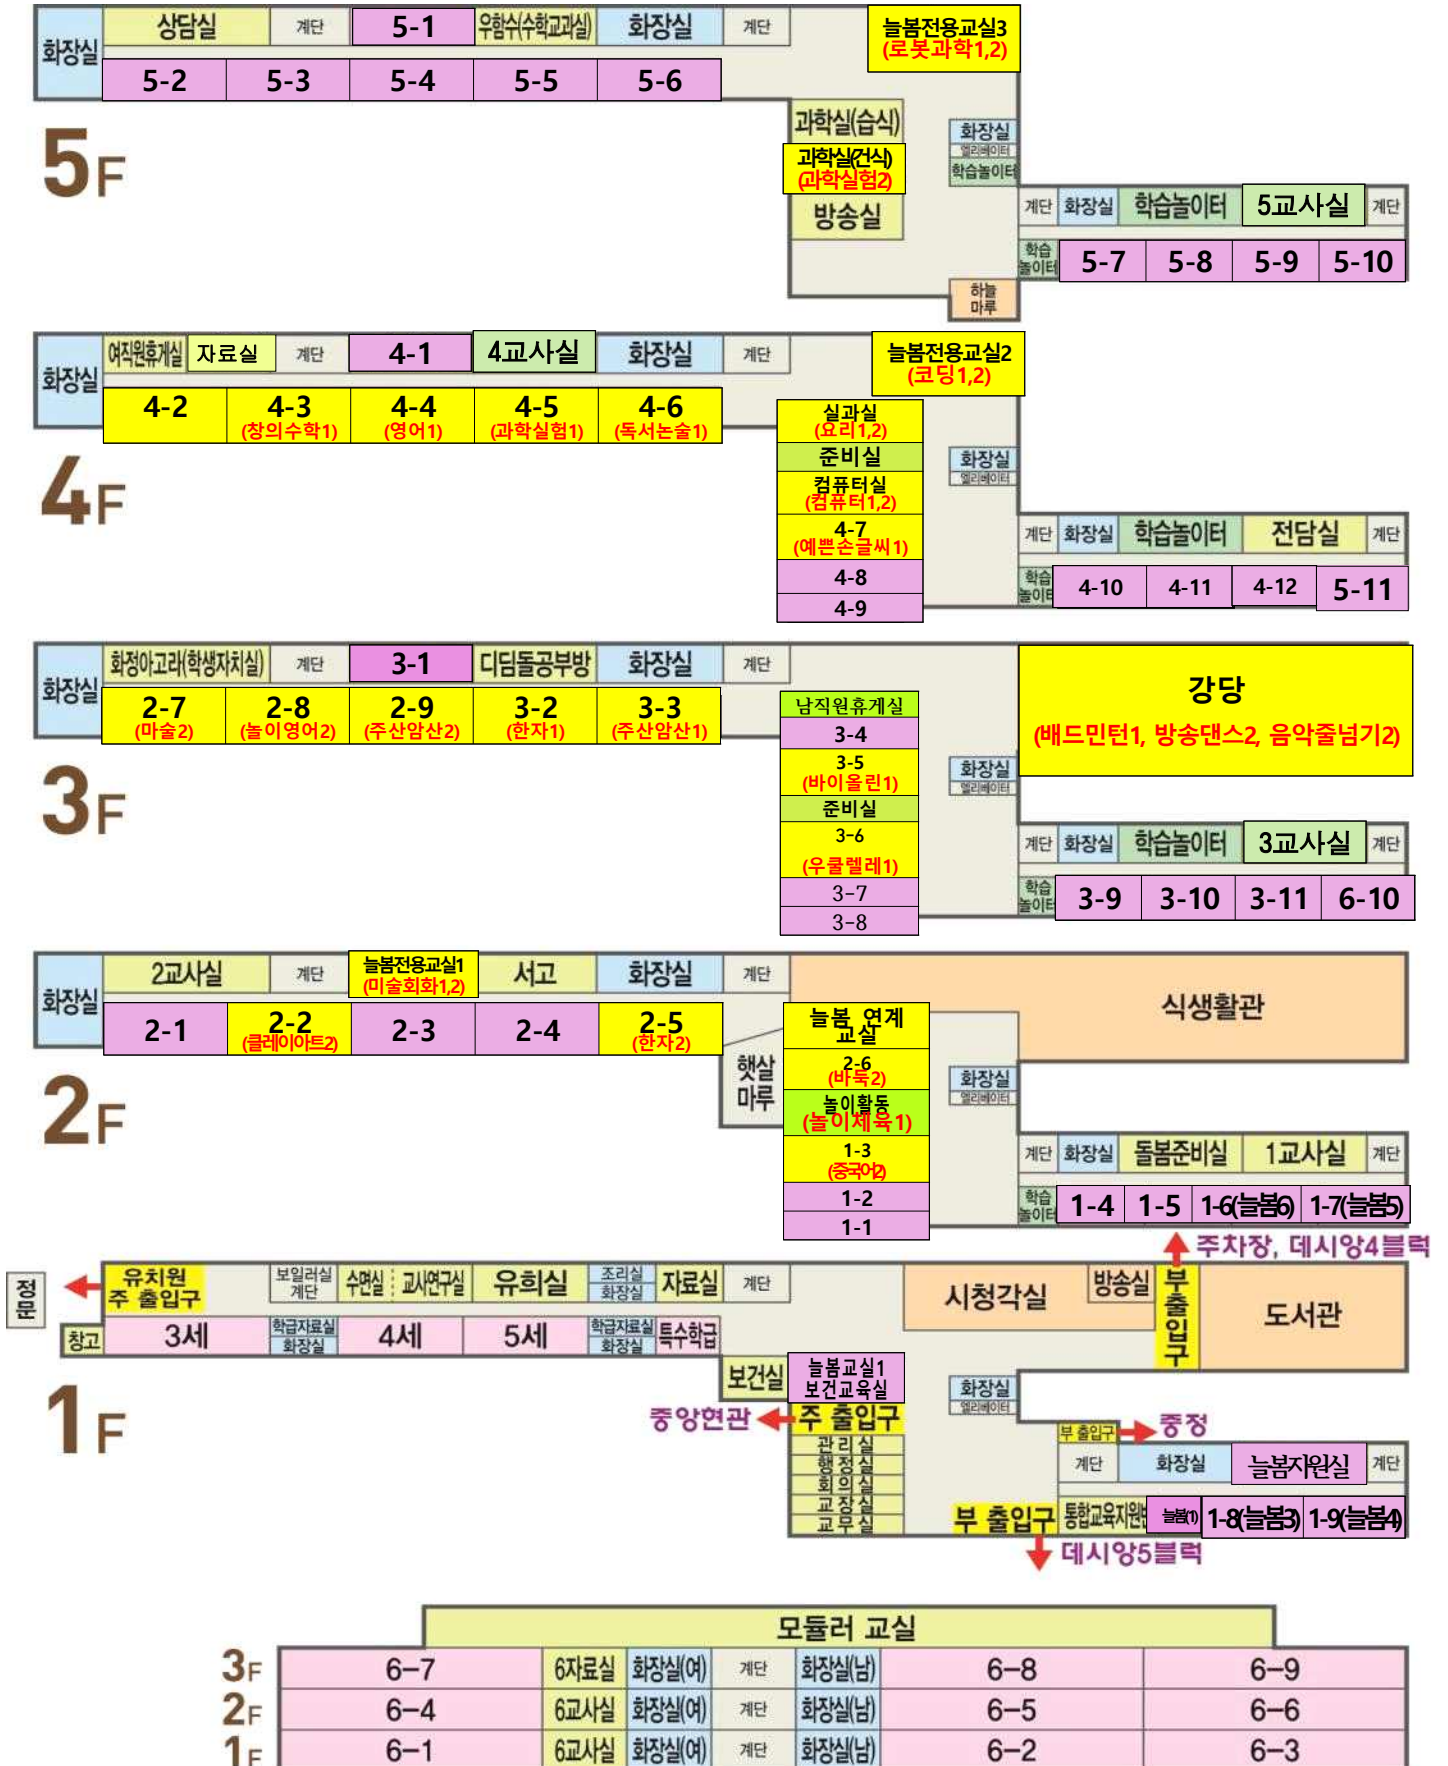 화장실 상담실 계단 5-1 우함수(수학교과실) 화장실 계단 늘봄전용교실3
(로봇과학1,2)
5-2 5-3 5-4 5-5 5-6
5F
과학실(습식) 화장실
엘리베이터
과학실(건식)
(과학실험2)
학습놀이터
방송실
계단 화장실 학습놀이터 5교사실 계단
학습
놀이터
5-7 5-8 5-9 5-10
하늘
마루
화장실 여직원휴게실 자료실 계단 4-1 4교사실 화장실 계단 늘봄전용교실2
(코딩1,2)
4-2 4-3 4-4 4-5 4-6
(창의수학1) (영어1) (과학실험1) (독서논술1)
4F
실과실
(요리1,2)
준비실
컴퓨터실
(컴퓨터1,2)
4-7
(예쁜손글씨1)
4-8
4-9
화장실
엘리베이터
계단 화장실 학습놀이터 전담실 계단
학습
놀이터
4-10 4-11 4-12 5-11
화장실 화정아고라(학생자치실) 계단 3-1 디딤돌공부방 화장실 계단
2-7 2-8 2-9 3-2 3-3
(마술2) (놀이영어2) (주산암산2) (한자1) (주산암산1)
3F
남직원휴게실
3-4
3-5
(바이올린1)
준비실
3-6
(우쿨렐레1)
3-7
3-8
화장실
엘리베이터
강당
(배드민턴1, 방송댄스2, 음악줄넘기2)
계단 화장실 학습놀이터 3교사실 계단
학습
놀이터
3-9 3-10 3-11 6-10
화장실 2교사실 계단 늘봄전용교실1
(미술회화1,2)
서고 화장실 계단
2-1 2-2 2-3 2-4 2-5
(클레이아트2) (한자2)
2F
햇살
마루
식생활관
늘봄 연계
교실
2-6
(바둑2)
놀이활동
(놀이체육1)
1-3
(중국어2)
1-2
1-1
화장실
엘리베이터
계단 화장실 돌봄준비실 1교사실 계단
학습
놀이터
1-4 1-5 1-6(늘봄6) 1-7(늘봄5)
주차장, 데시앙4블럭
정문
유치원
주 출입구
보일러실
계단
수면실 교사연구실 유희실 조리실
화장실
자료실 계단
창고 3세 학급자료실
화장실
4세 5세 학급자료실
화장실
특수학급
1F
시청각실 방송실 부출입구 도서관
보건실 늘봄교실1
보건교육실
중앙현관 주 출입구
관리실
행정실
회의실
교장실
교무실
화장실
엘리베이터
부출입구 중정
계단 화장실 늘봄지원실 계단
부 출입구 통합교육지원반 늘봄(1) 1-8(늘봄3) 1-9(늘봄4)
데시앙5블럭
모듈러 교실
3F 6-7 6자료실 화장실(여) 계단 화장실(남) 6-8 6-9
2F 6-4 6교사실 화장실(여) 계단 화장실(남) 6-5 6-6
1F 6-1 6교사실 화장실(여) 계단 화장실(남) 6-2 6-3